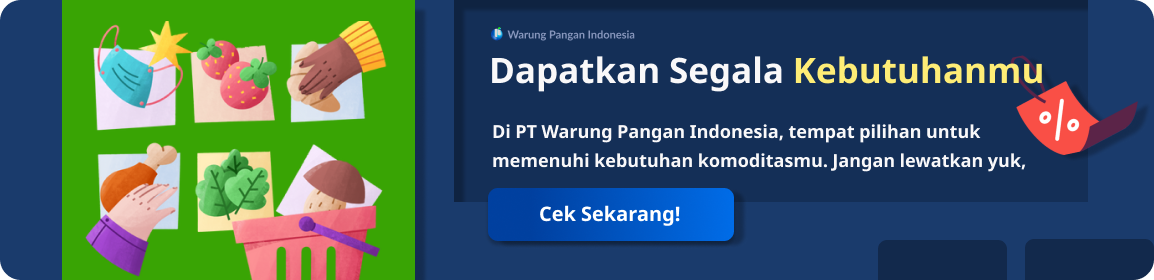 Warung Pangan Indonesia
Dapatkan Segala Kebutuhanmu
Di PT Warung Pangan Indonesia, tempat pilihan untuk
memenuhi kebutuhan komoditasmu. Jangan lewatkan yuk,
Cek Sekarang!
%